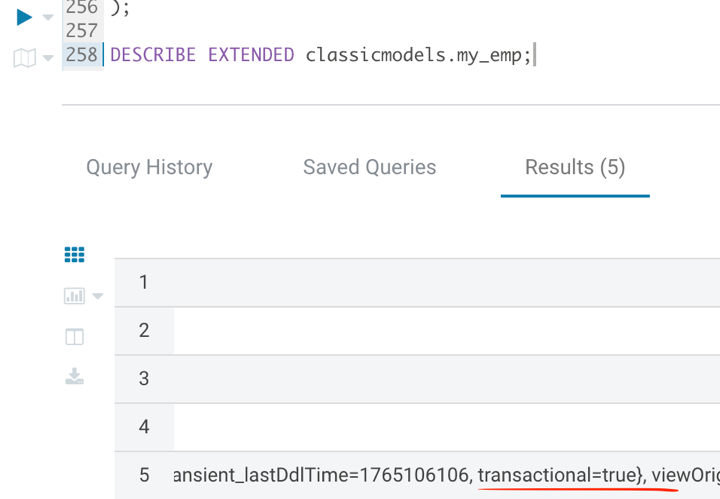 256 );
257
258 DESCRIBE EXTENDED classicmodels.my_emp;
Query History Saved Queries Results (5)
1
2
3
4
5 ansient_lastDdlTime=1765106106, transactional=true}, viewOrig